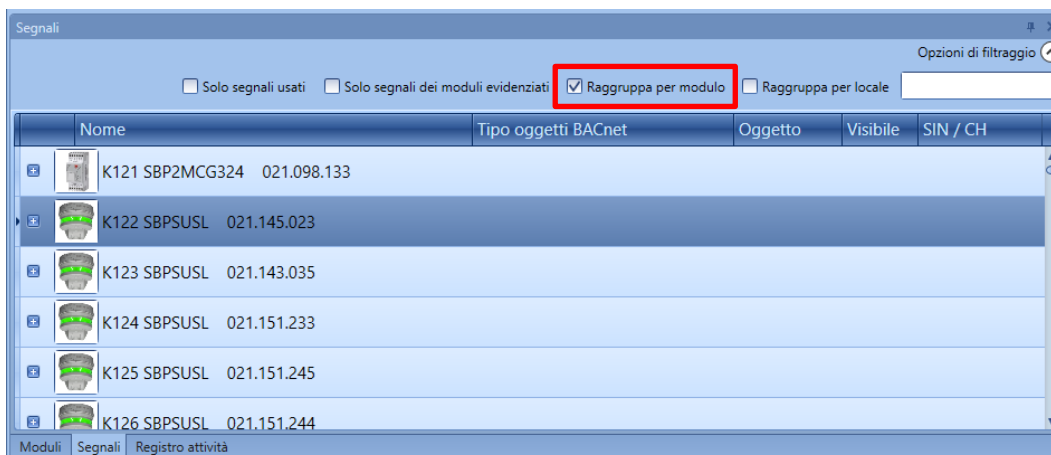 Segnali
Opzioni di filtraggio
Solo segnali usati Solo segnali dei moduli evidenziati Raggruppa per modulo Raggruppa per locale
Nome Tipo oggetti BACnet Oggetto Visibile SIN / CH
K121 SBP2MCG324 021.098.133
K122 SBPSUSL 021.145.023
K123 SBPSUSL 021.143.035
K124 SBPSUSL 021.151.233
K125 SBPSUSL 021.151.245
K126 SBPSUSL 021.151.244
Moduli Segnali Registro attività